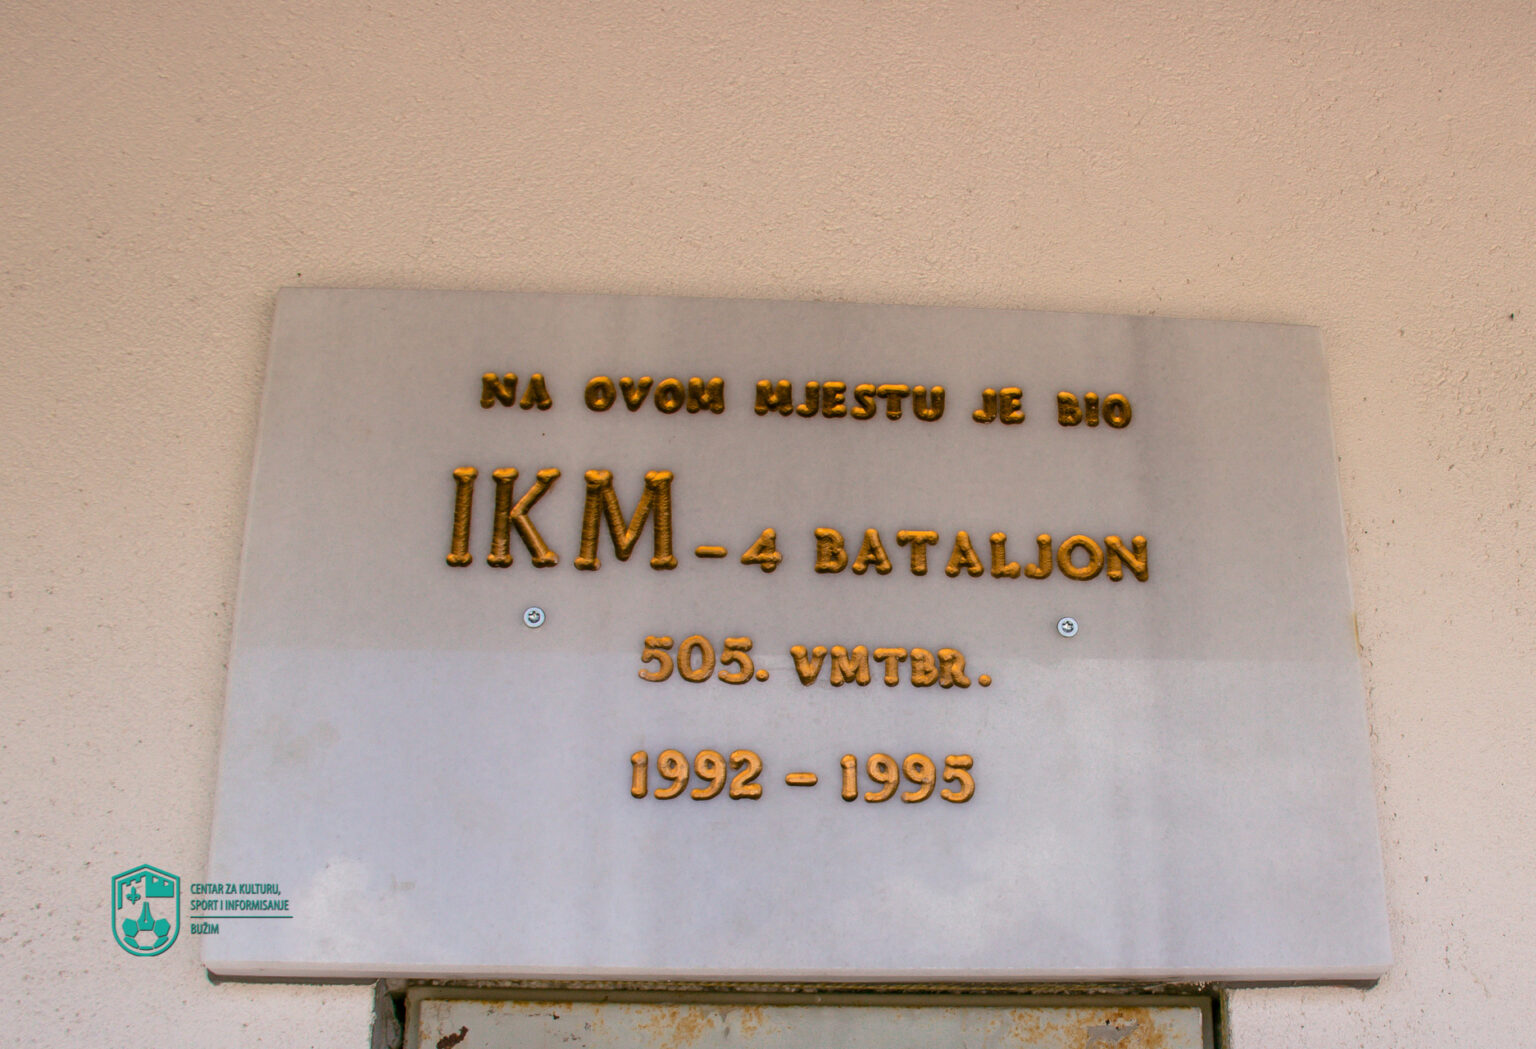 NA OVOM MJESTU JE BIO
IKM - 4 BATALJON
505. VMTBR.
1992 - 1995
CENTAR ZA KULTURU,
SPORT I INFORMISANJE
BUŽIM